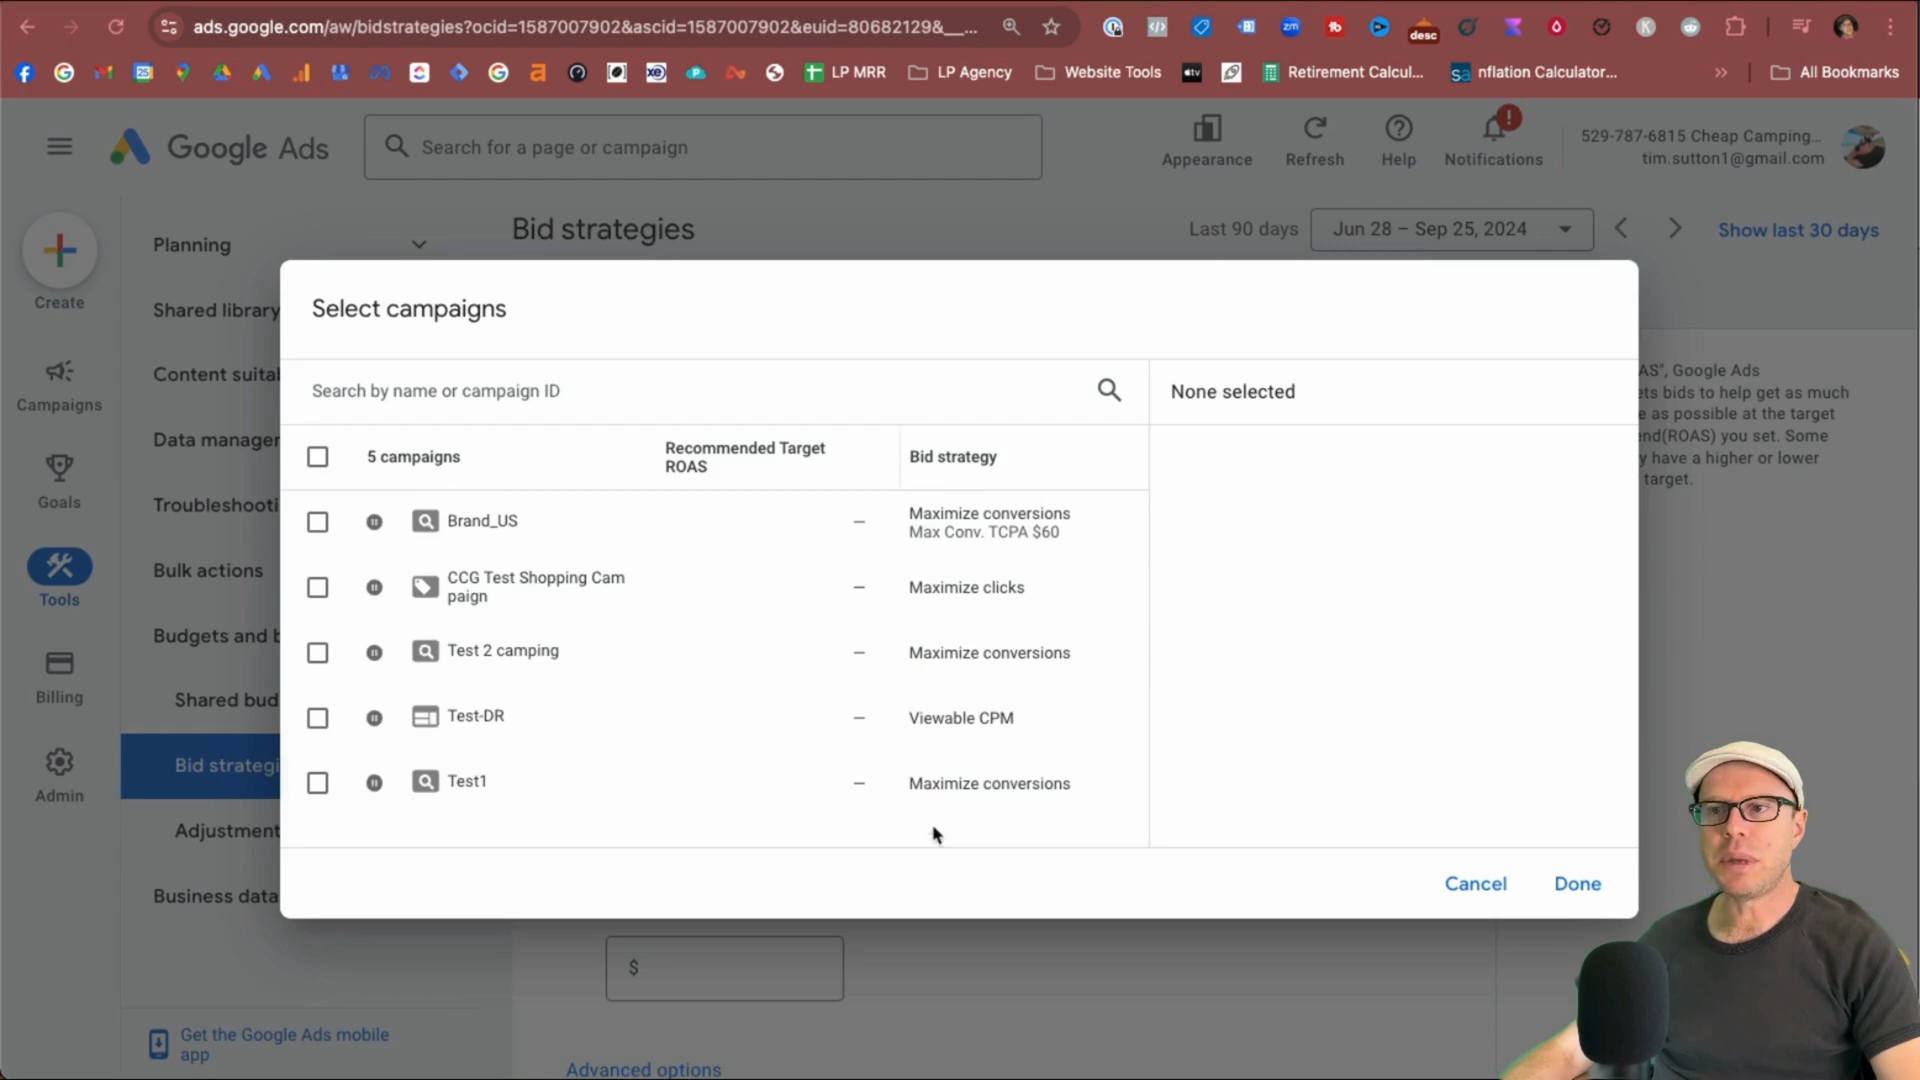 ads.google.com/aw/bidstrategies?ocid=1587007902&ascid=1587007902&euid=80682129&__...
desc
LP MRR
LP Agency
Website Tools
Retirement Calcul...
nflation Calculator...
All Bookmarks
Google Ads
Search for a page or campaign
Appearance
Refresh
Help
Notifications
529-787-6815 Cheap Camping...
tim.sutton1@gmail.com
Create
Campaigns
Goals
Tools
Billing
Admin
Planning
Shared library
Content suital
Data manager
Troubleshooti
Bulk actions
Budgets and b
Shared bud
Bid strategi
Adjustment
Business data
Get the Google Ads mobile
app
Bid strategies
Last 90 days
Jun 28 – Sep 25, 2024
Show last 30 days
AS", Google Ads
ets bids to help get as much
e as possible at the target
end(ROAS) you set. Some
y have a higher or lower
target.
Select campaigns
Search by name or campaign ID
None selected
5 campaigns
Recommended Target
ROAS
Bid strategy
Brand_US
–
Maximize conversions
Max Conv. TCPA $60
CCG Test Shopping Cam
paign
–
Maximize clicks
Test 2 camping
–
Maximize conversions
Test-DR
–
Viewable CPM
Test1
–
Maximize conversions
Cancel
Done
$
Advanced options